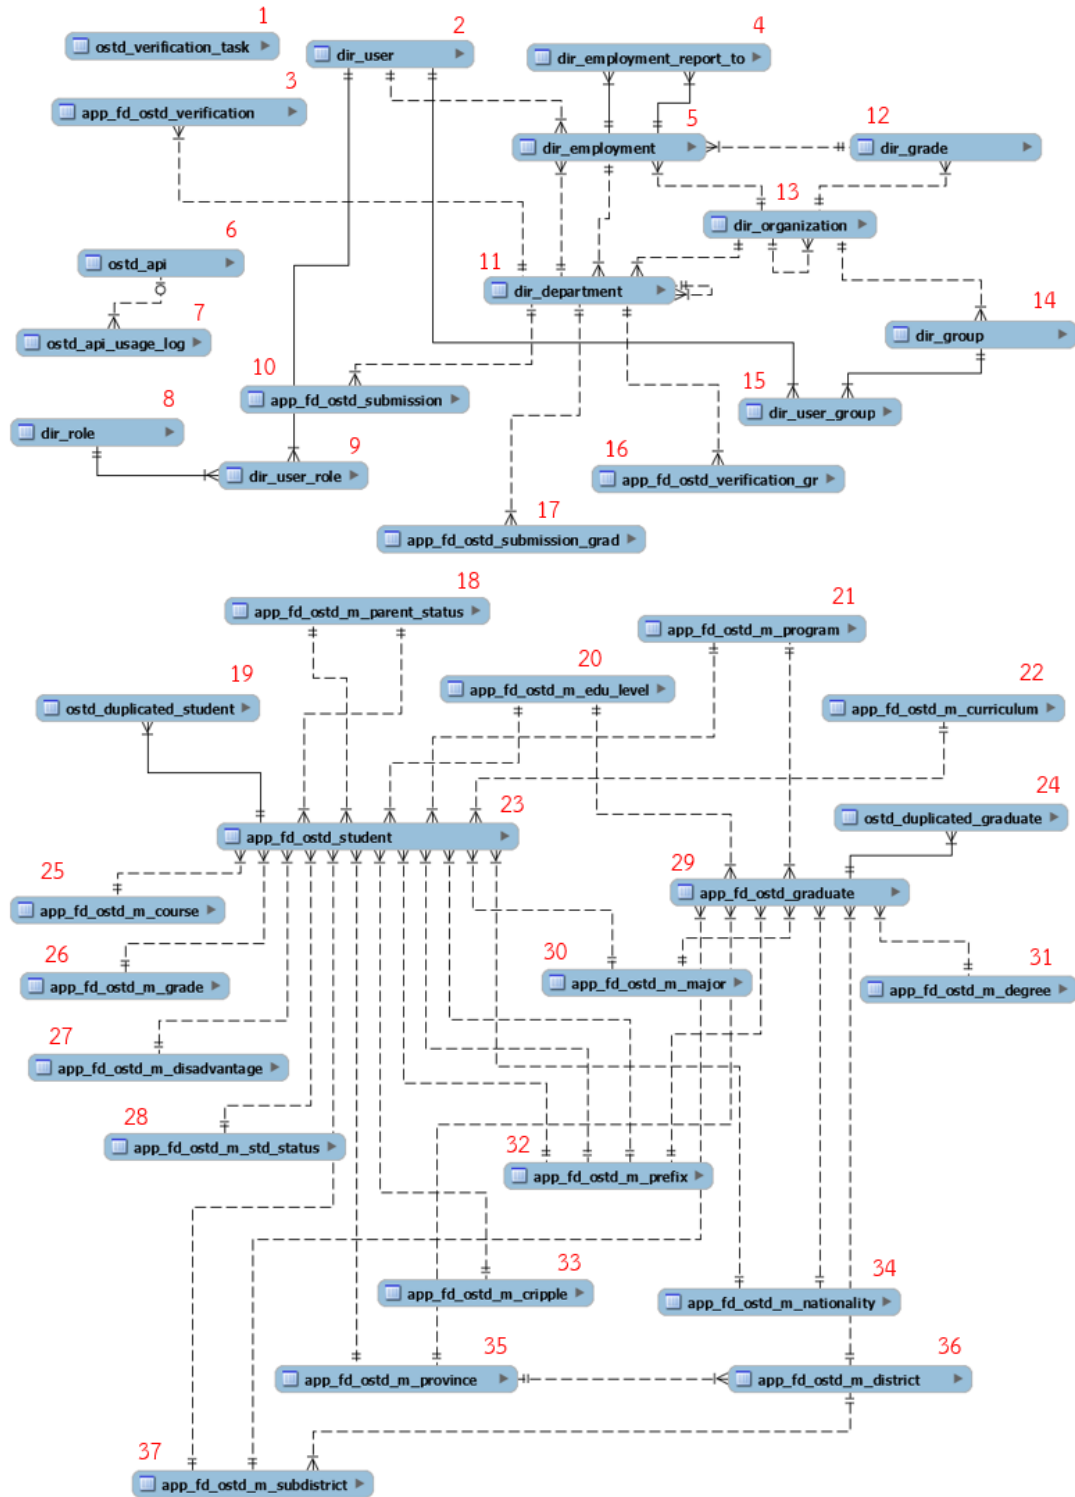 1
ostd_verification_task
2
dir_user
4
dir_employment_report_to
3
app_fd_ostd_verification
5
dir_employment
12
dir_grade
13
dir_organization
6
ostd_api
11
dir_department
7
ostd_api_usage_log
14
dir_group
10
app_fd_ostd_submission
15
dir_user_group
8
dir_role
9
dir_user_role
16
app_fd_ostd_verification_gr
17
app_fd_ostd_submission_grad
18
app_fd_ostd_m_parent_status
21
app_fd_ostd_m_program
19
ostd_duplicated_student
20
app_fd_ostd_m_edu_level
22
app_fd_ostd_m_curriculum
23
app_fd_ostd_student
24
ostd_duplicated_graduate
25
app_fd_ostd_m_course
29
app_fd_ostd_graduate
26
app_fd_ostd_m_grade
30
app_fd_ostd_m_major
31
app_fd_ostd_m_degree
27
app_fd_ostd_m_disadvantage
28
app_fd_ostd_m_std_status
32
app_fd_ostd_m_prefix
33
app_fd_ostd_m_cripple
34
app_fd_ostd_m_nationality
35
app_fd_ostd_m_province
36
app_fd_ostd_m_district
37
app_fd_ostd_m_subdistrict